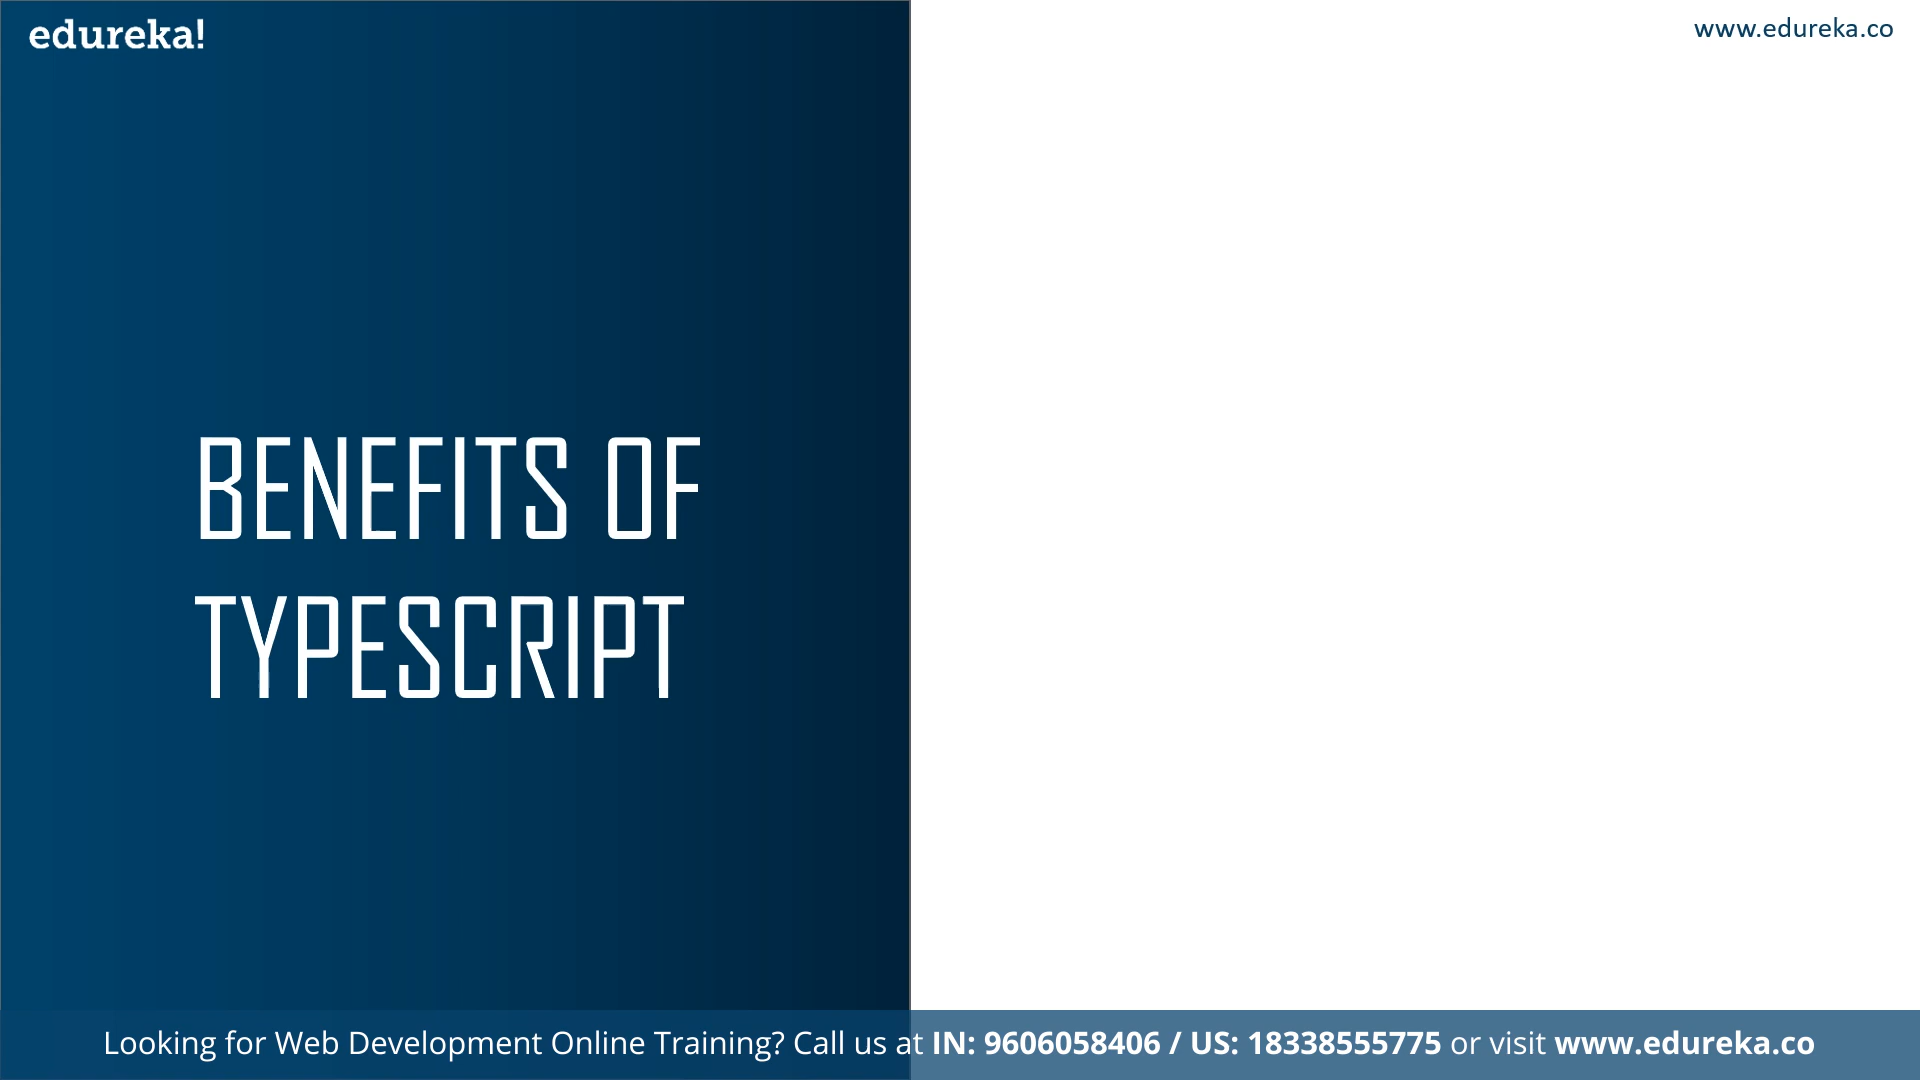 edureka!
www.edureka.co
BENEFITS OF
TYPESCRIPT
Looking for Web Development Online Training? Call us at IN: 9606058406 / US: 18338555775 or visit www.edureka.co